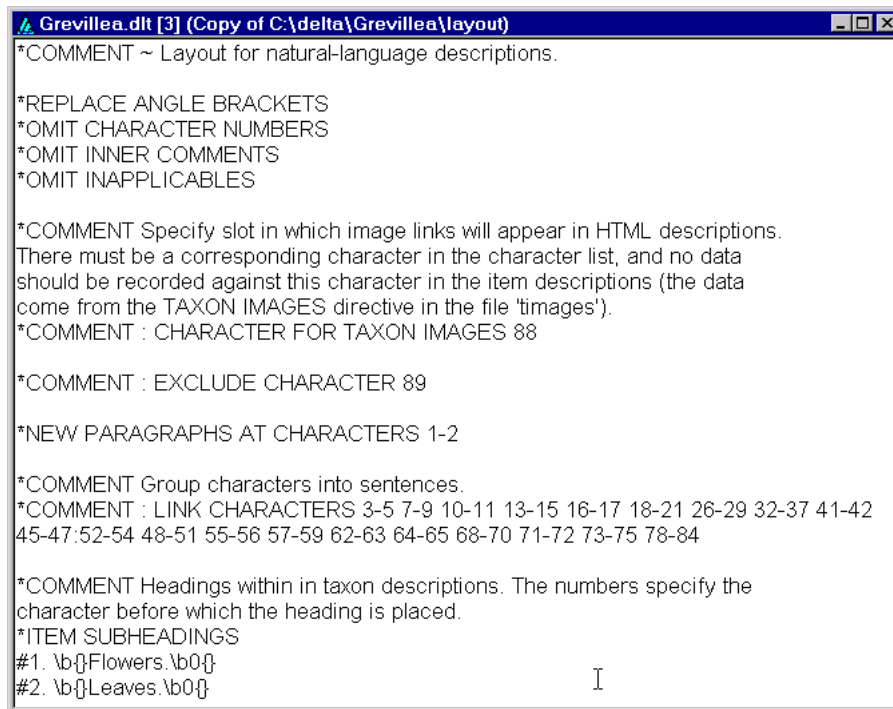 Grevillea.dlt [3] (Copy of C:\delta\Grevillea\layout)
*COMMENT ~ Layout for natural-language descriptions.
*REPLACE ANGLE BRACKETS
*OMIT CHARACTER NUMBERS
*OMIT INNER COMMENTS
*OMIT INAPPLICABLES
*COMMENT Specify slot in which image links will appear in HTML descriptions.
There must be a corresponding character in the character list, and no data
should be recorded against this character in the item descriptions (the data
come from the TAXON IMAGES directive in the file 'timages').
*COMMENT : CHARACTER FOR TAXON IMAGES 88
*COMMENT : EXCLUDE CHARACTER 89
*NEW PARAGRAPHS AT CHARACTERS 1-2
*COMMENT Group characters into sentences.
*COMMENT : LINK CHARACTERS 3-5 7-9 10-11 13-15 16-17 18-21 26-29 32-37 41-42
45-47:52-54 48-51 55-56 57-59 62-63 64-65 68-70 71-72 73-75 78-84
*COMMENT Headings within in taxon descriptions. The numbers specify the
character before which the heading is placed.
*ITEM SUBHEADINGS
#1. \b{}Flowers.\b0{}
#2. \b{}Leaves.\b0{}